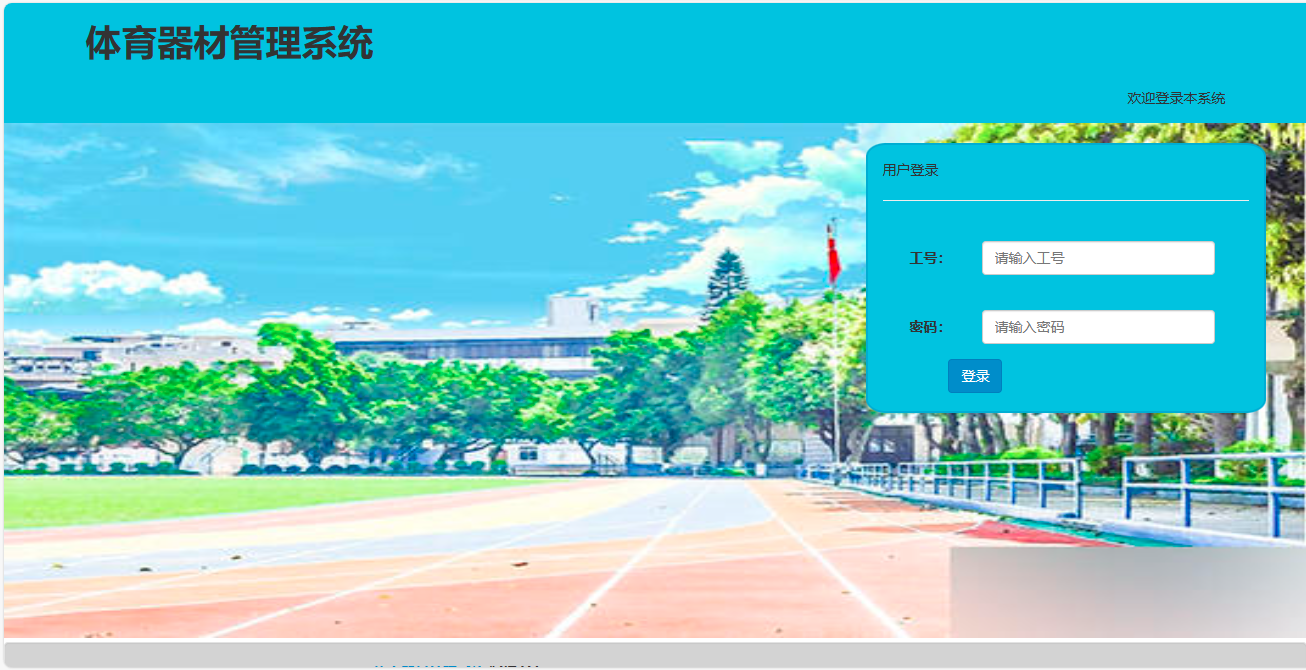 体育器材管理系统
欢迎登录本系统
用户登录
工号：
请输入工号
密码：
请输入密码
登录